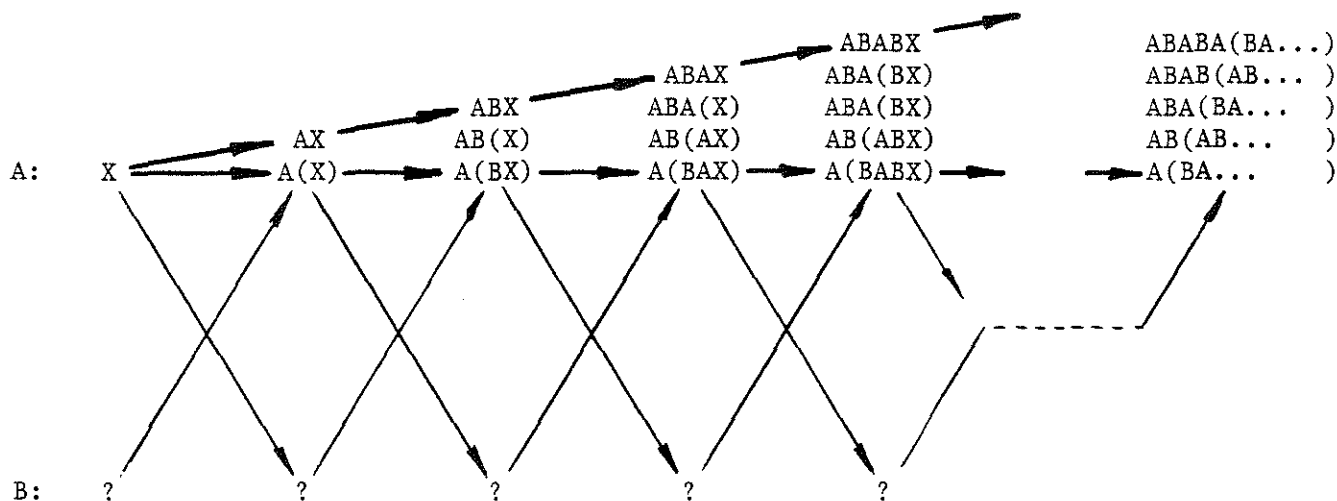 ABABX ABABA(BA...)
ABAX ABA(BX) ABAB(AB... )
ABX ABA(X) ABA(BX) ABA(BA... )
AX AB(X) AB(AX) AB(ABX) AB(AB... )
A: X A(X) A(BX) A(BAX) A(BABX) A(BA... )
B: ? ? ? ? ?